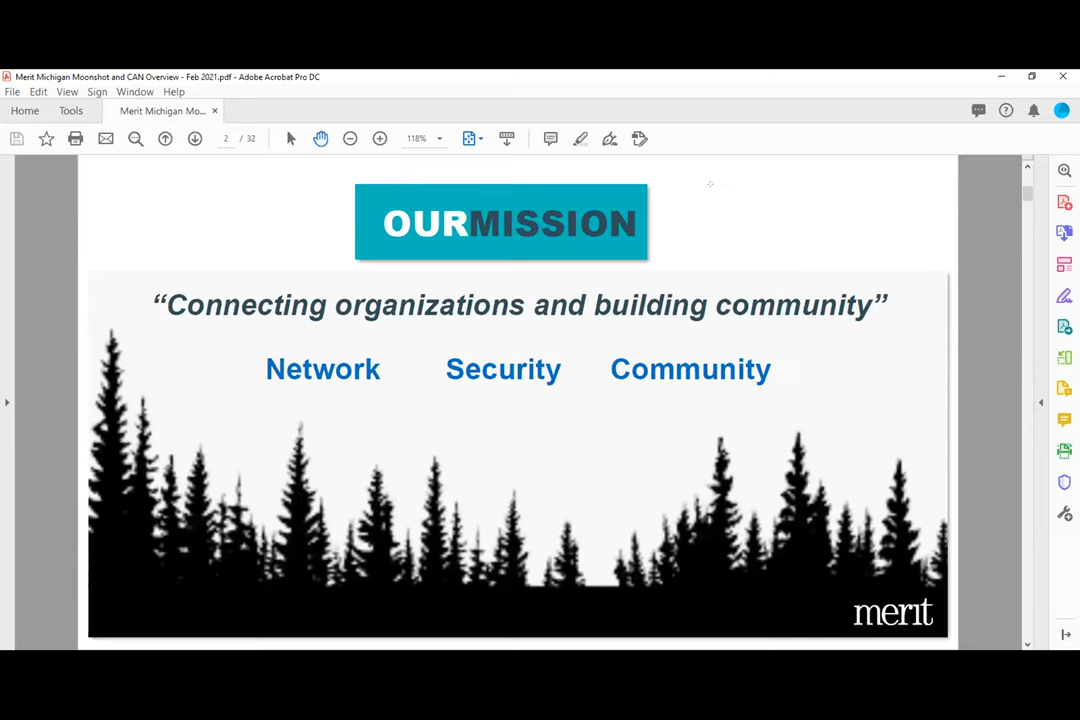 Merit Michigan Moonshot and CAN Overview - Feb 2021.pdf - Adobe Acrobat Pro DC
File Edit View Sign Window Help
Home Tools Merit Michigan Mo... ×
2 / 32 118%
OURMISSION
“Connecting organizations and building community”
Network Security Community
merit